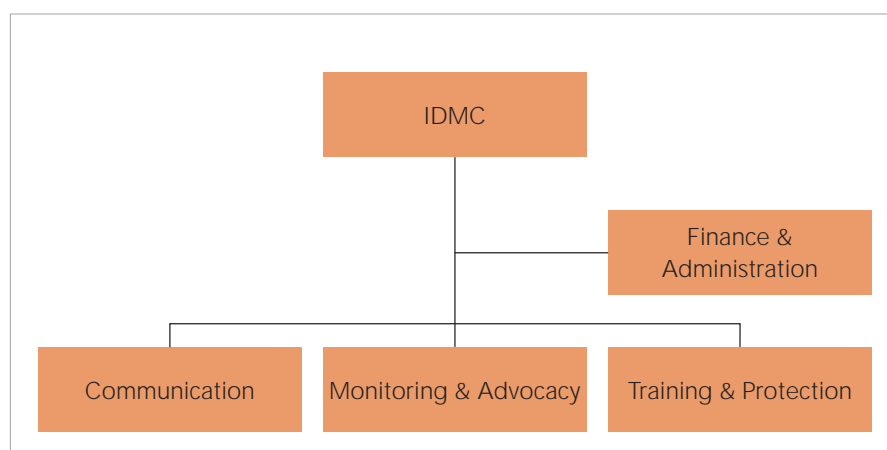 IDMC
Finance &
Administration
Communication
Monitoring & Advocacy
Training & Protection